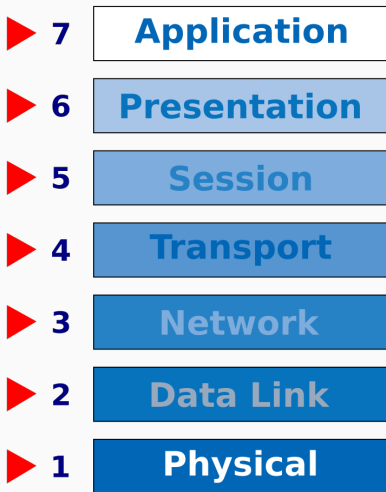 7 Application
6 Presentation
5 Session
4 Transport
3 Network
2 Data Link
1 Physical